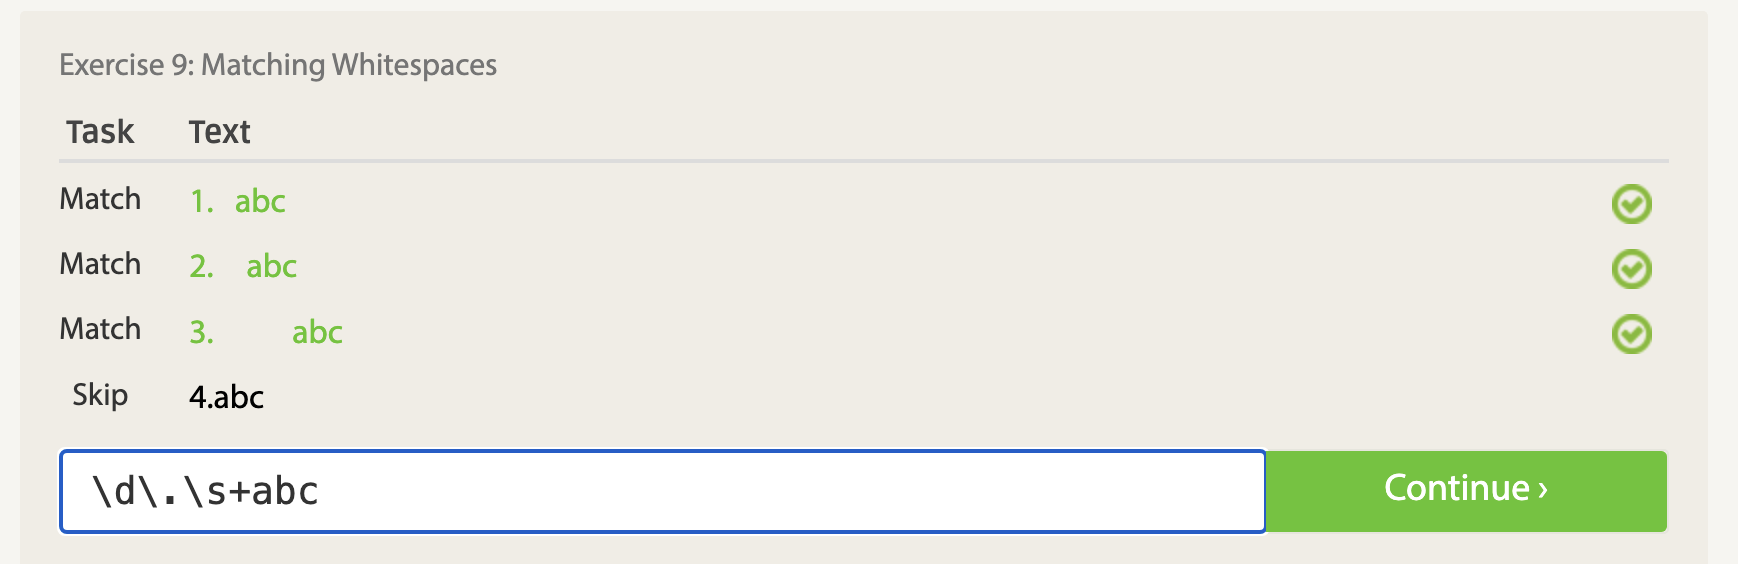 Exercise 9: Matching Whitespaces
Task Text
Match 1.   abc
Match 2.    abc
Match 3.        abc
Skip 4.abc
\d\.\s+abc Continue ›